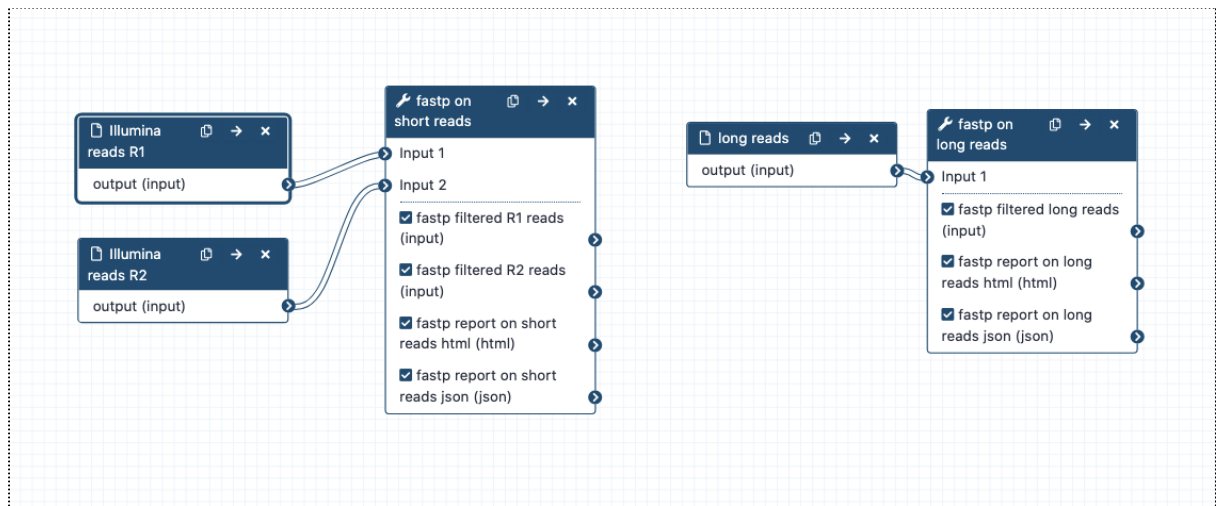 Illumina
reads R1
output (input)
Illumina
reads R2
output (input)
fastp on
short reads
Input 1
Input 2
fastp filtered R1 reads
(input)
fastp filtered R2 reads
(input)
fastp report on short
reads html (html)
fastp report on short
reads json (json)
long reads
output (input)
fastp on
long reads
Input 1
fastp filtered long reads
(input)
fastp report on long
reads html (html)
fastp report on long
reads json (json)